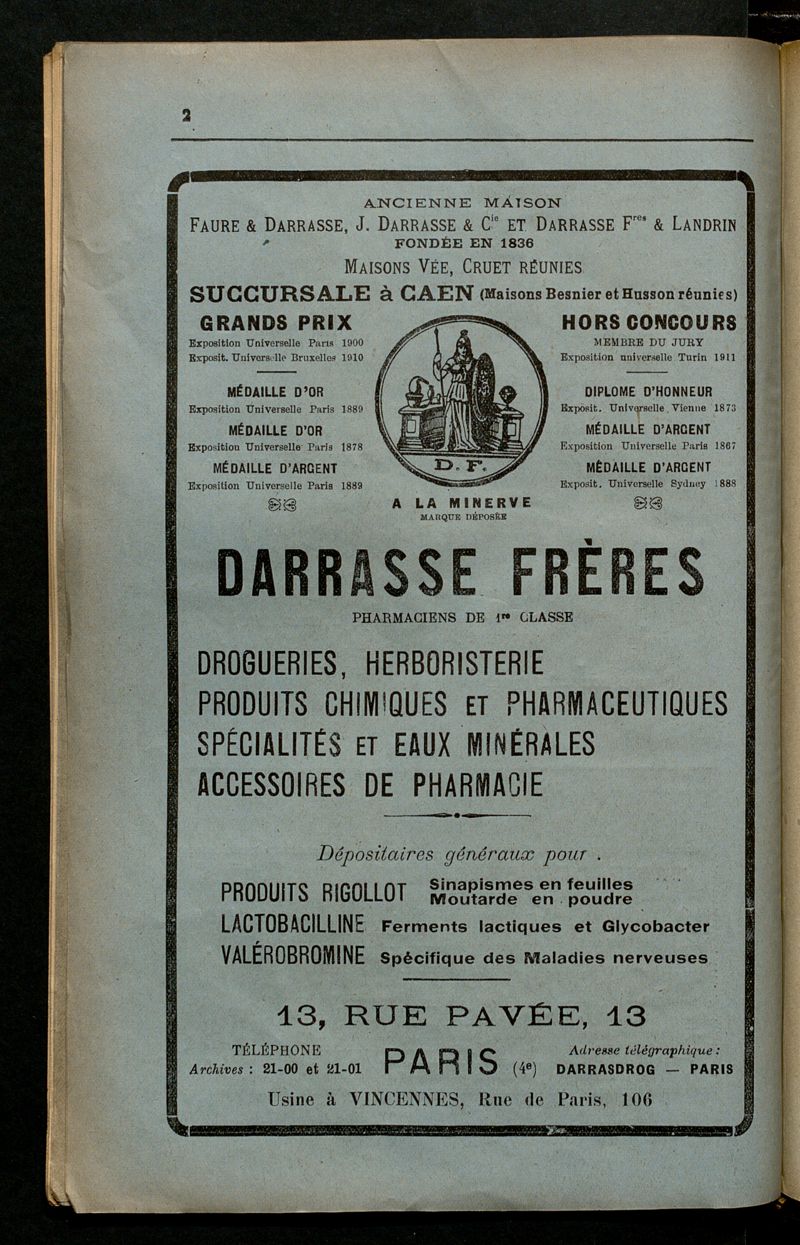 2
ANCIENNE MAISON
FAURE & DARRASSE, J. DARRASSE & Cie ET DARRASSE Fres & LANDRIN
FONDÉE EN 1836
MAISONS VÉE, CRUET RÉUNIES
SUCCURSALE à CAEN (Maisons Besnier et Husson réunies)
GRANDS PRIX
Exposition Universelle Paris 1900
Exposit. Universelle Bruxelles 1910
MÉDAILLE D'OR
Exposition Universelle Paris 1889
MÉDAILLE D'OR
Exposition Universelle Paris 1878
MÉDAILLE D'ARGENT
Exposition Universelle Paris 1889
D. F.
A LA MINERVE
MARQUE DÉPOSÉE
HORS CONCOURS
MEMBRE DU JURY
Exposition universelle Turin 1911
DIPLOME D'HONNEUR
Exposit. Universelle Vienne 1873
MÉDAILLE D'ARGENT
Exposition Universelle Paris 1867
MÉDAILLE D'ARGENT
Exposit. Universelle Sydney 1888
DARRASSE FRÈRES
PHARMACIENS DE 1re CLASSE
DROGUERIES, HERBORISTERIE
PRODUITS CHIMIQUES ET PHARMACEUTIQUES
SPÉCIALITÉS ET EAUX MINÉRALES
ACCESSOIRES DE PHARMACIE
Dépositaires généraux pour .
PRODUITS RIGOLLOT Sinapismes en feuilles
Moutarde en poudre
LACTOBACILLINE Ferments lactiques et Glycobacter
VALÉROBROMINE Spécifique des Maladies nerveuses
13, RUE PAVÉE, 13
TÉLÉPHONE
Archives : 21-00 et 21-01
PARIS (4e)
Adresse télégraphique :
DARRASDROG — PARIS
Usine à VINCENNES, Rue de Paris, 106